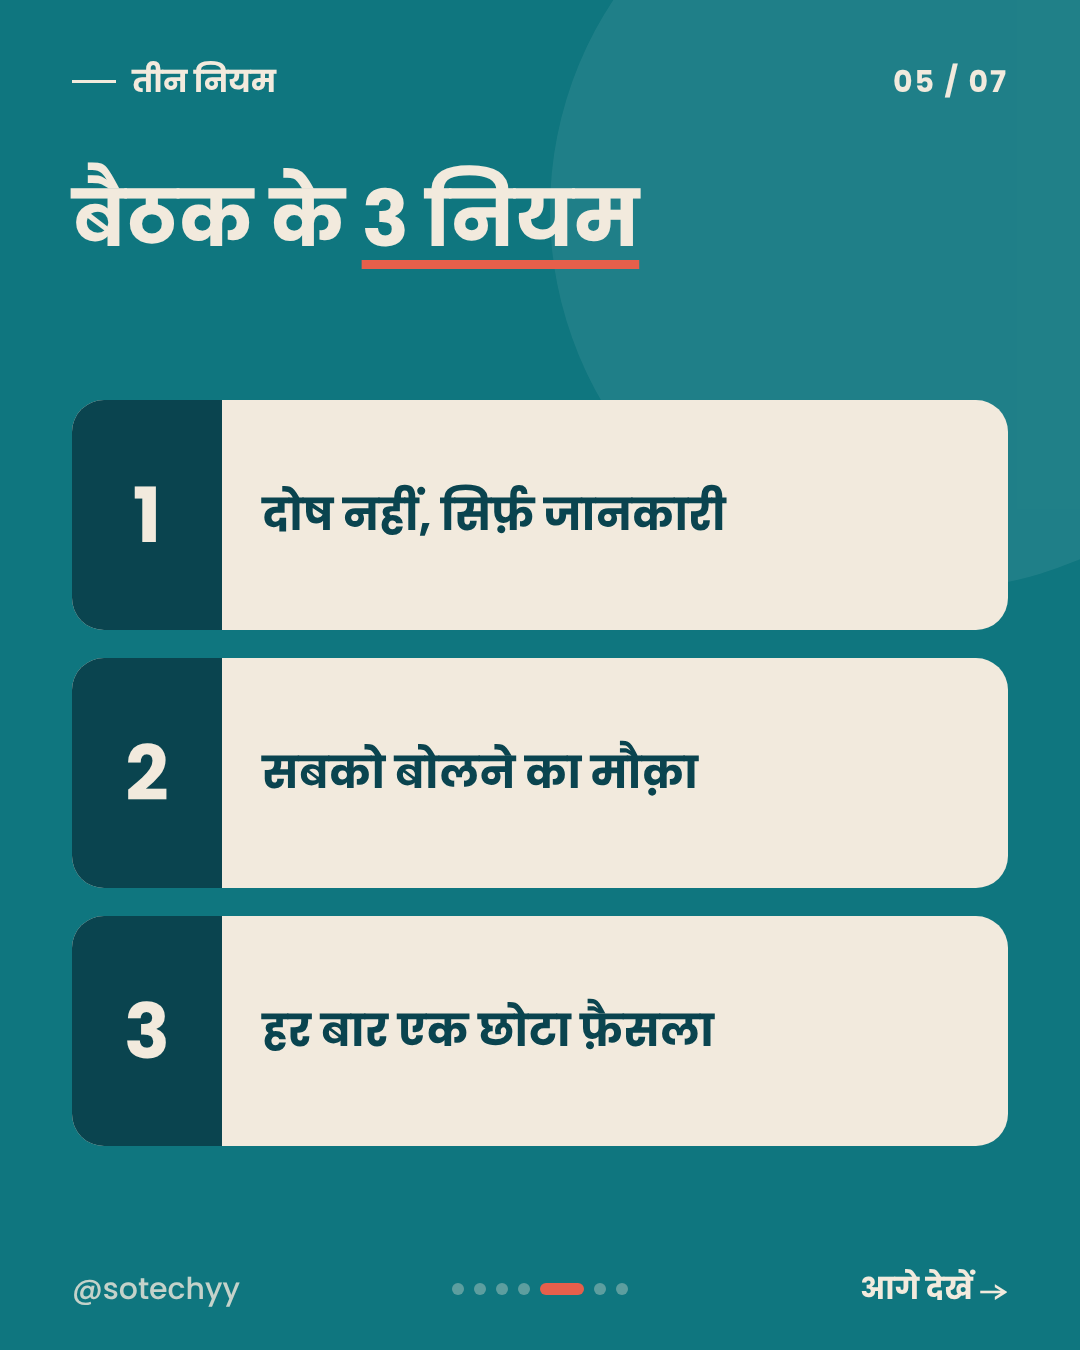 तीन नियम
05 / 07
बैठक के 3 नियम
1
दोष नहीं, सिर्फ़ जानकारी
2
सबको बोलने का मौक़ा
3
हर बार एक छोटा फ़ैसला
@sotechyy
आगे देखें →